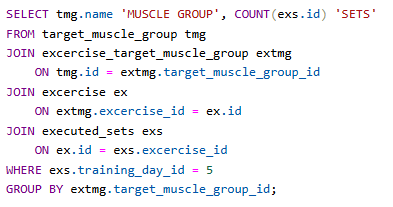 SELECT tmg.name 'MUSCLE GROUP', COUNT(exs.id) 'SETS'
FROM target_muscle_group tmg
JOIN excercise_target_muscle_group extmg
ON tmg.id = extmg.target_muscle_group_id
JOIN excercise ex
ON extmg.excercise_id = ex.id
JOIN executed_sets exs
ON ex.id = exs.excercise_id
WHERE exs.training_day_id = 5
GROUP BY extmg.target_muscle_group_id;